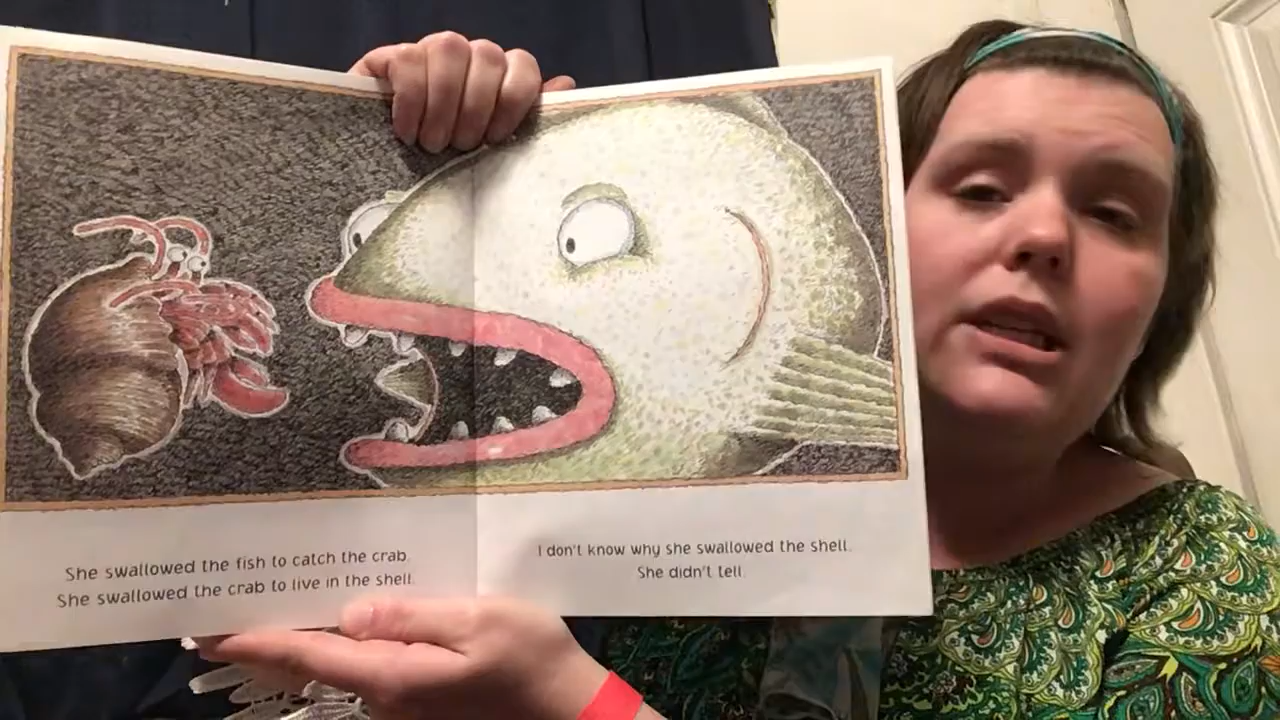 She swallowed the fish to catch the crab.
She swallowed the crab to live in the shell.
I don't know why she swallowed the shell.
She didn't tell.